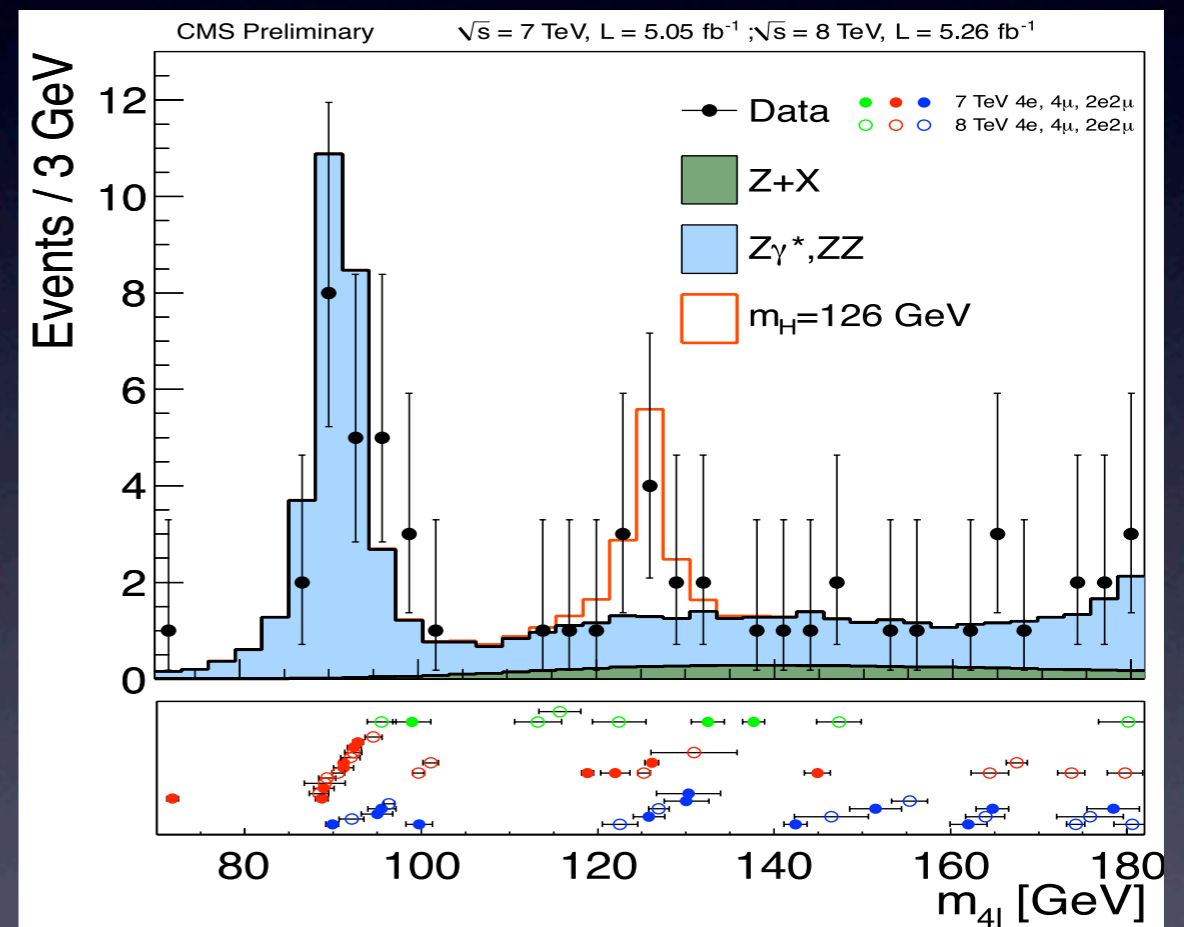 CMS Preliminary √s = 7 TeV, L = 5.05 fb⁻¹ ;√s = 8 TeV, L = 5.26 fb⁻¹
Events / 3 GeV
12
10
8
6
4
2
0
Data
7 TeV 4e, 4μ, 2e2μ
8 TeV 4e, 4μ, 2e2μ
Z+X
Zγ*,ZZ
m_H=126 GeV
80 100 120 140 160 180
m_4l [GeV]